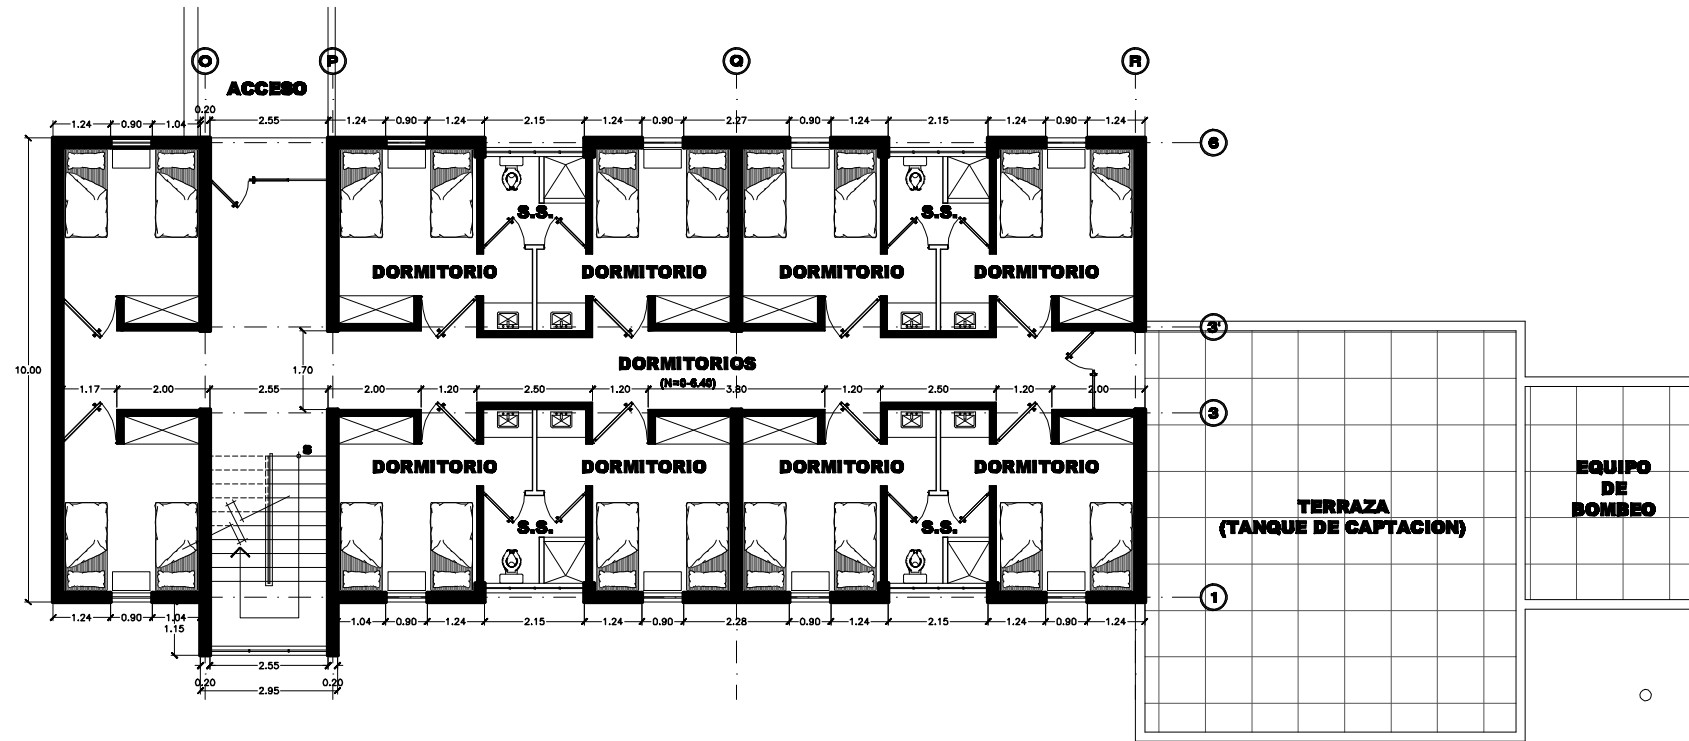 O P Q R
ACCESO
0.20
1.24 0.90 1.04 2.55 1.24 0.90 1.24 2.15 1.24 0.90 2.27 0.90 1.24 2.15 1.24 0.90 1.24
6
S.S. S.S.
DORMITORIO DORMITORIO DORMITORIO DORMITORIO
3'
10.00 1.70
DORMITORIOS
(N=0-6.40)
1.17 2.00 2.55 2.00 1.20 2.50 1.20 3.80 1.20 2.50 1.20 2.00
3
S
DORMITORIO DORMITORIO DORMITORIO DORMITORIO
EQUIPO
DE
BOMBEO
TERRAZA
(TANQUE DE CAPTACION)
S.S. S.S.
1
1.24 0.90 1.04 1.04 0.90 1.24 2.15 1.24 0.90 2.28 0.90 1.24 2.15 1.24 0.90 1.24
1.15
2.55
0.20 0.20
2.95